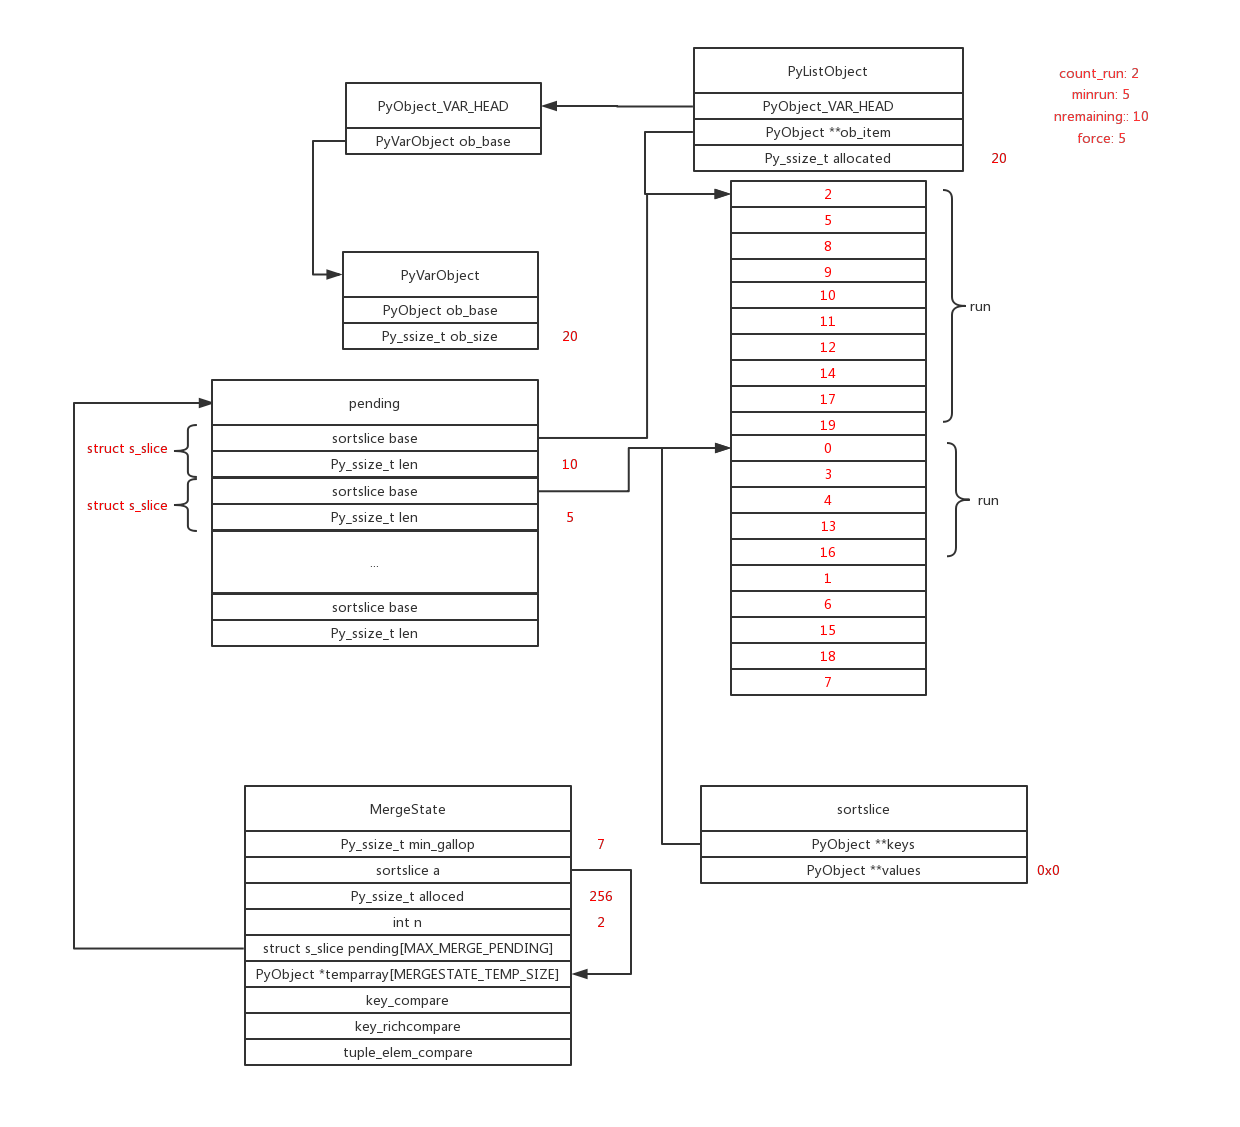 PyListObject
PyObject_VAR_HEAD
PyObject **ob_item
Py_ssize_t allocated
20
count_run: 2
minrun: 5
nremaining:: 10
force: 5
PyObject_VAR_HEAD
PyVarObject ob_base
PyVarObject
PyObject ob_base
Py_ssize_t ob_size
20
2
5
8
9
10
11
12
14
17
19
0
3
4
13
16
1
6
15
18
7
run
run
pending
sortslice base
Py_ssize_t len
10
sortslice base
Py_ssize_t len
5
...
sortslice base
Py_ssize_t len
struct s_slice
struct s_slice
MergeState
Py_ssize_t min_gallop
7
sortslice a
Py_ssize_t alloced
256
int n
2
struct s_slice pending[MAX_MERGE_PENDING]
PyObject *temparray[MERGESTATE_TEMP_SIZE]
key_compare
key_richcompare
tuple_elem_compare
sortslice
PyObject **keys
PyObject **values
0x0